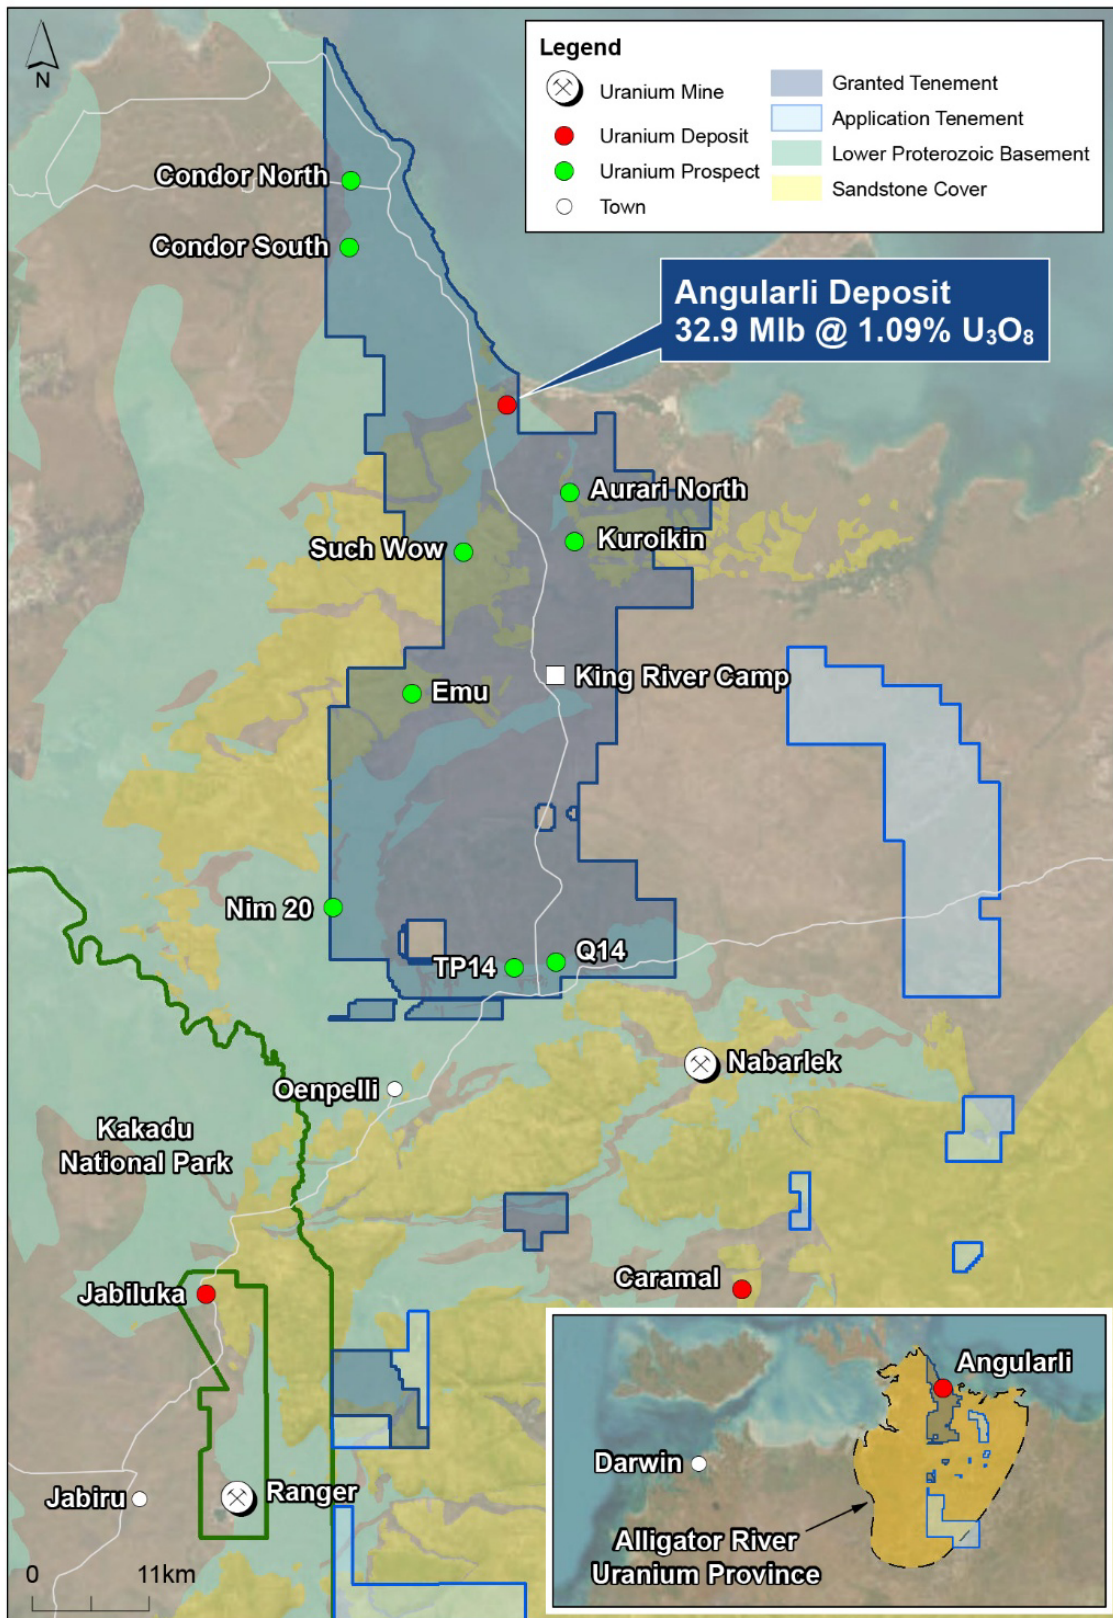 N
Legend
Uranium Mine
Uranium Deposit
Uranium Prospect
Town
Granted Tenement
Application Tenement
Lower Proterozoic Basement
Sandstone Cover
Condor North
Condor South
Angularli Deposit
32.9 Mlb @ 1.09% U₃O₈
Aurari North
Kuroikin
Such Wow
King River Camp
Emu
Nim 20
TP14
Q14
Nabarlek
Oenpelli
Kakadu
National Park
Caramal
Jabiluka
Ranger
Jabiru
0 11km
Angularli
Darwin
Alligator River
Uranium Province